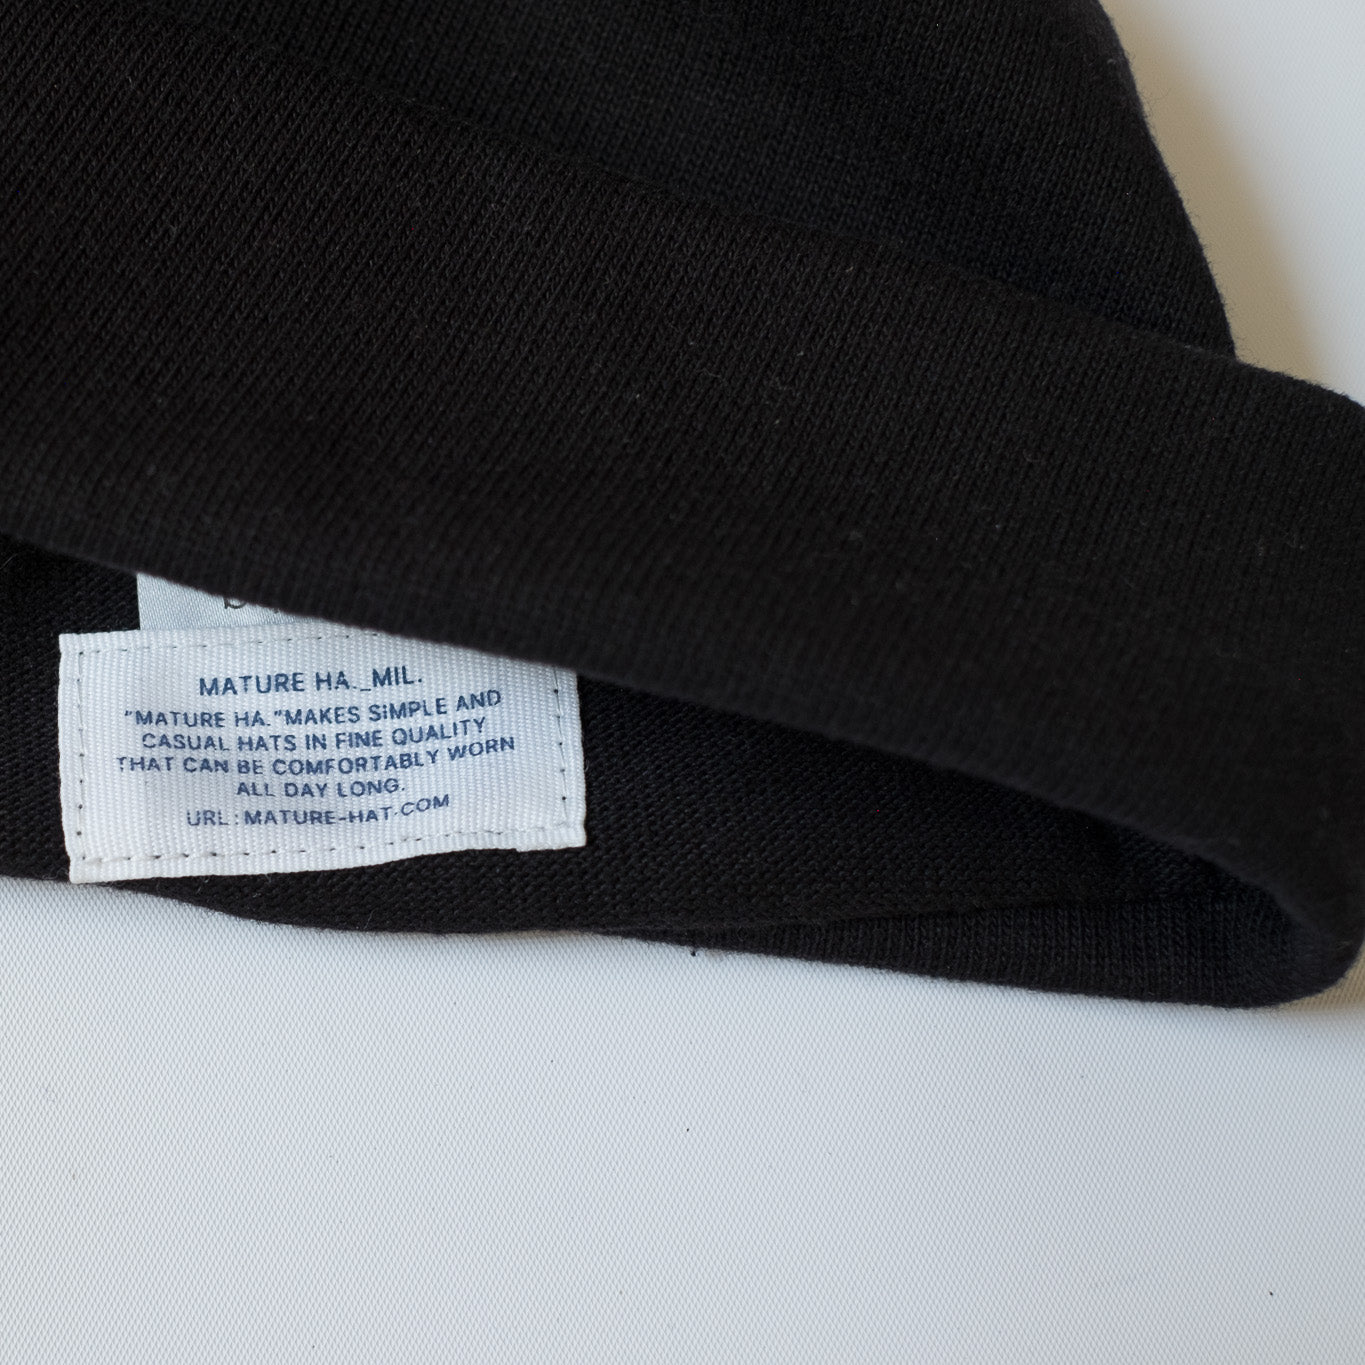 MATURE HA._MIL.
"MATURE HA."MAKES SIMPLE AND
CASUAL HATS IN FINE QUALITY
THAT CAN BE COMFORTABLY WORN
ALL DAY LONG.
URL:MATURE-HAT.COM